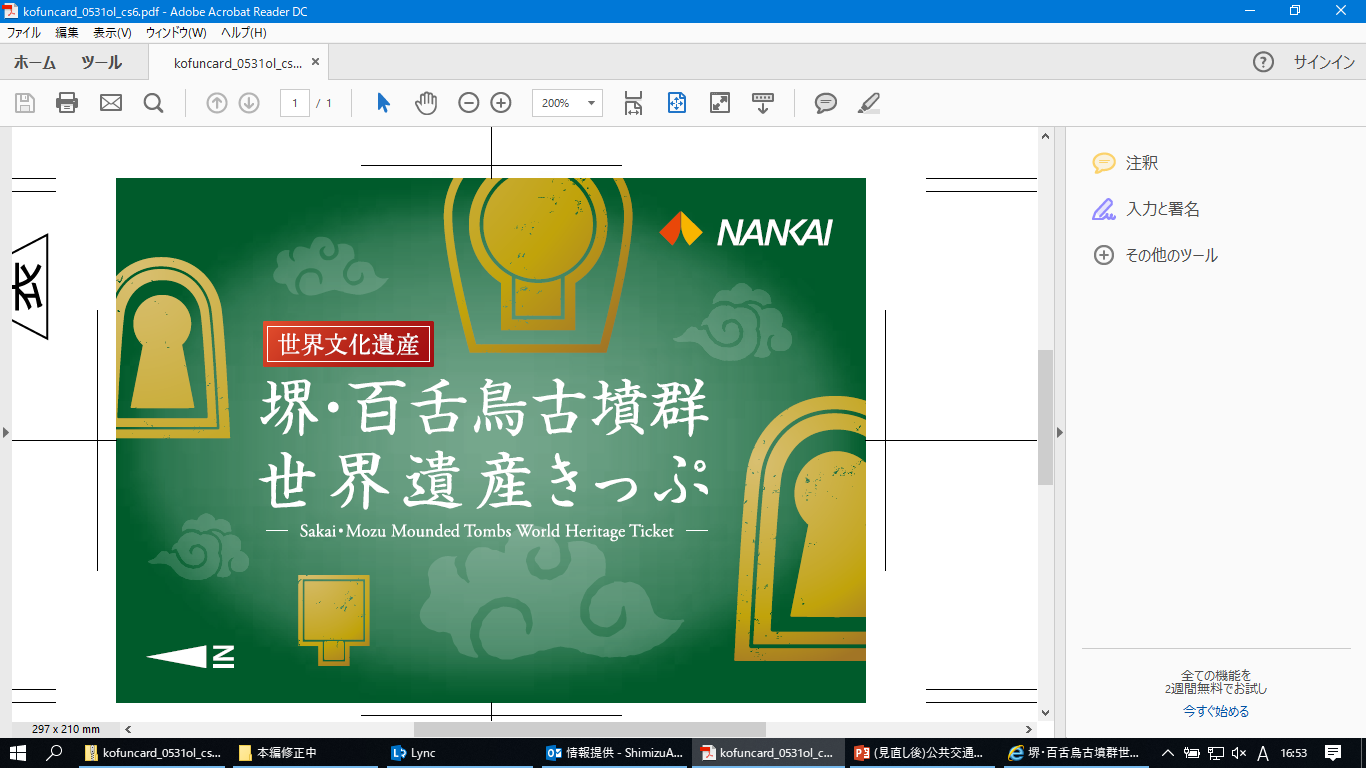 kofuncard_0531ol_cs6.pdf - Adobe Acrobat Reader DC
ファイル 編集 表示(V) ウィンドウ(W) ヘルプ(H)
ホーム ツール kofuncard_0531ol_cs... × サインイン
1 / 1 200%
注釈
入力と署名
その他のツール
NANKAI
世界文化遺産
堺・百舌鳥古墳群
世界遺産きっぷ
Sakai・Mozu Mounded Tombs World Heritage Ticket
IN
全ての機能を
2週間無料でお試し
今すぐ始める
297 x 210 mm
kofuncard_0531ol_cs... 本編修正中 Lync 情報提供 - ShimizuA... kofuncard_0531ol_c... (見直し後)公共交通... 堺・百舌鳥古墳群世... A 16:53